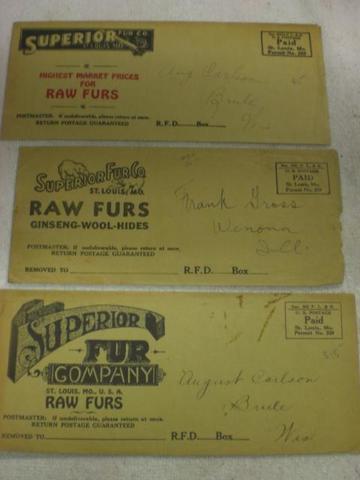 SUPERIOR FUR CO
ST. LOUIS, MO.
HIGHEST MARKET PRICES
FOR
RAW FURS
POSTMASTER: If undeliverable, please return at once.
RETURN POSTAGE GUARANTEED
R.F.D. Box
Paid
St. Louis, Mo.
Aug Carlson
Brule
Wis
SUPERIOR FUR CO
ST. LOUIS, MO.
RAW FURS
GINSENG-WOOL-HIDES
POSTMASTER: If undeliverable, please return at once.
RETURN POSTAGE GUARANTEED
REMOVED TO R.F.D. Box
U. S. POSTAGE
PAID
St. Louis, Mo.
Frank Gross
Wenona
Ill.
SUPERIOR
FUR
COMPANY
ST. LOUIS, MO., U. S. A.
RAW FURS
POSTMASTER: If undeliverable, please return at once.
RETURN POSTAGE GUARANTEED
REMOVED TO R.F.D. Box
U. S. POSTAGE
Paid
St. Louis, Mo.
August Carlson
Brule
Wis